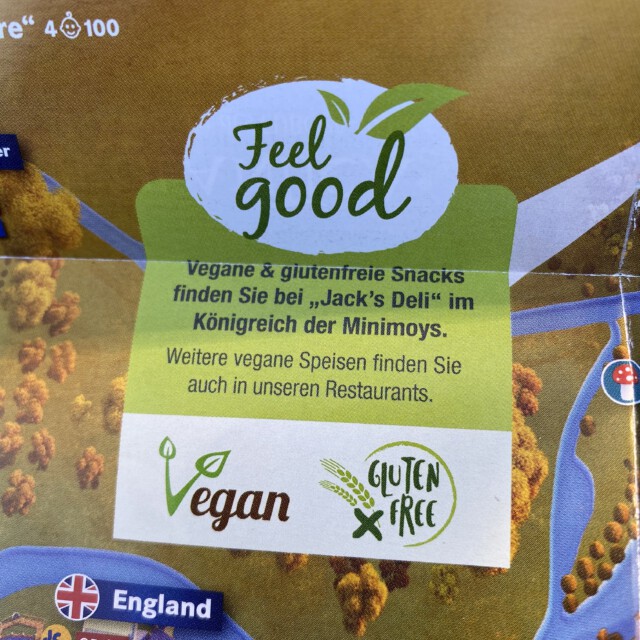 re“ 4 100
er
Feel
good
Vegane & glutenfreie Snacks
finden Sie bei „Jack’s Deli“ im
Königreich der Minimoys.
Weitere vegane Speisen finden Sie
auch in unseren Restaurants.
Vegan
GLUTEN
FREE
England